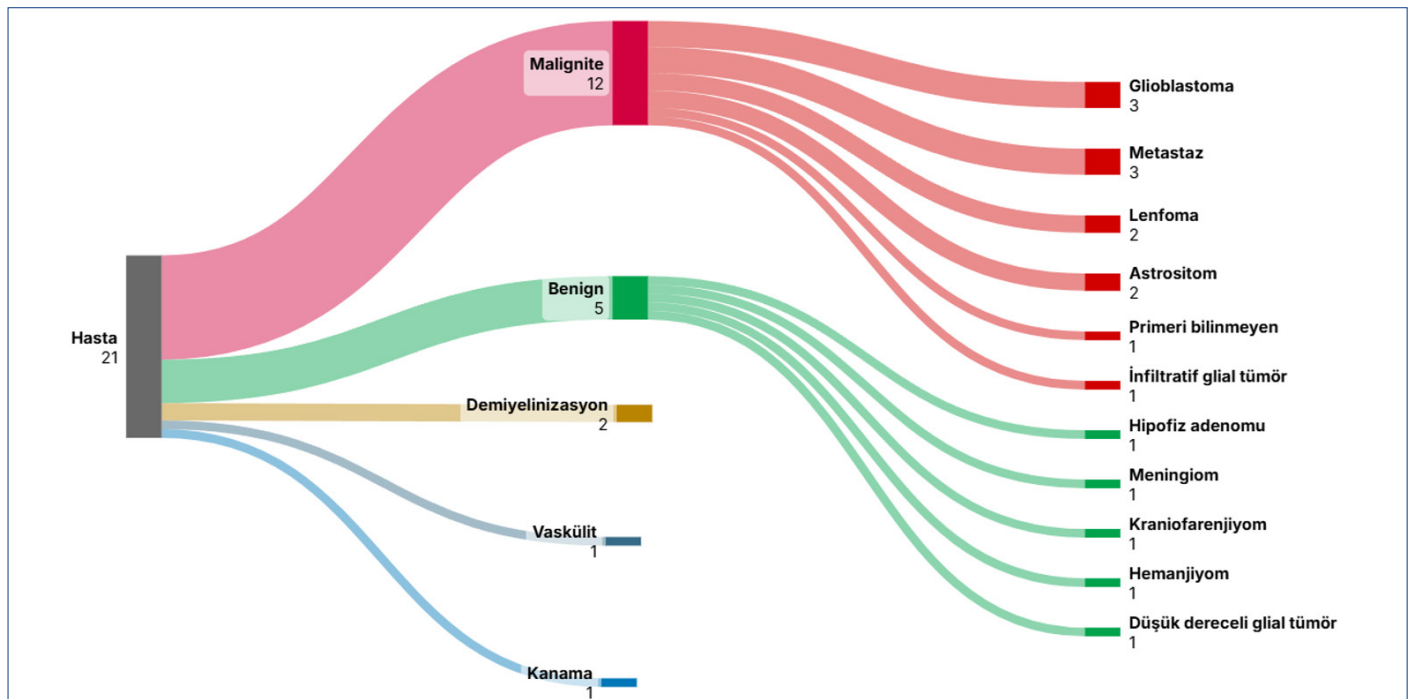 Hasta
21
Malignite
12
Benign
5
Demiyelinizasyon
2
Vaskülit
1
Kanama
1
Glioblastoma
3
Metastaz
3
Lenfoma
2
Astrositom
2
Primeri bilinmeyen
1
İnfiltratif glial tümör
1
Hipofiz adenomu
1
Meningiom
1
Kraniofarenjiyom
1
Hemanjiyom
1
Düşük dereceli glial tümör
1